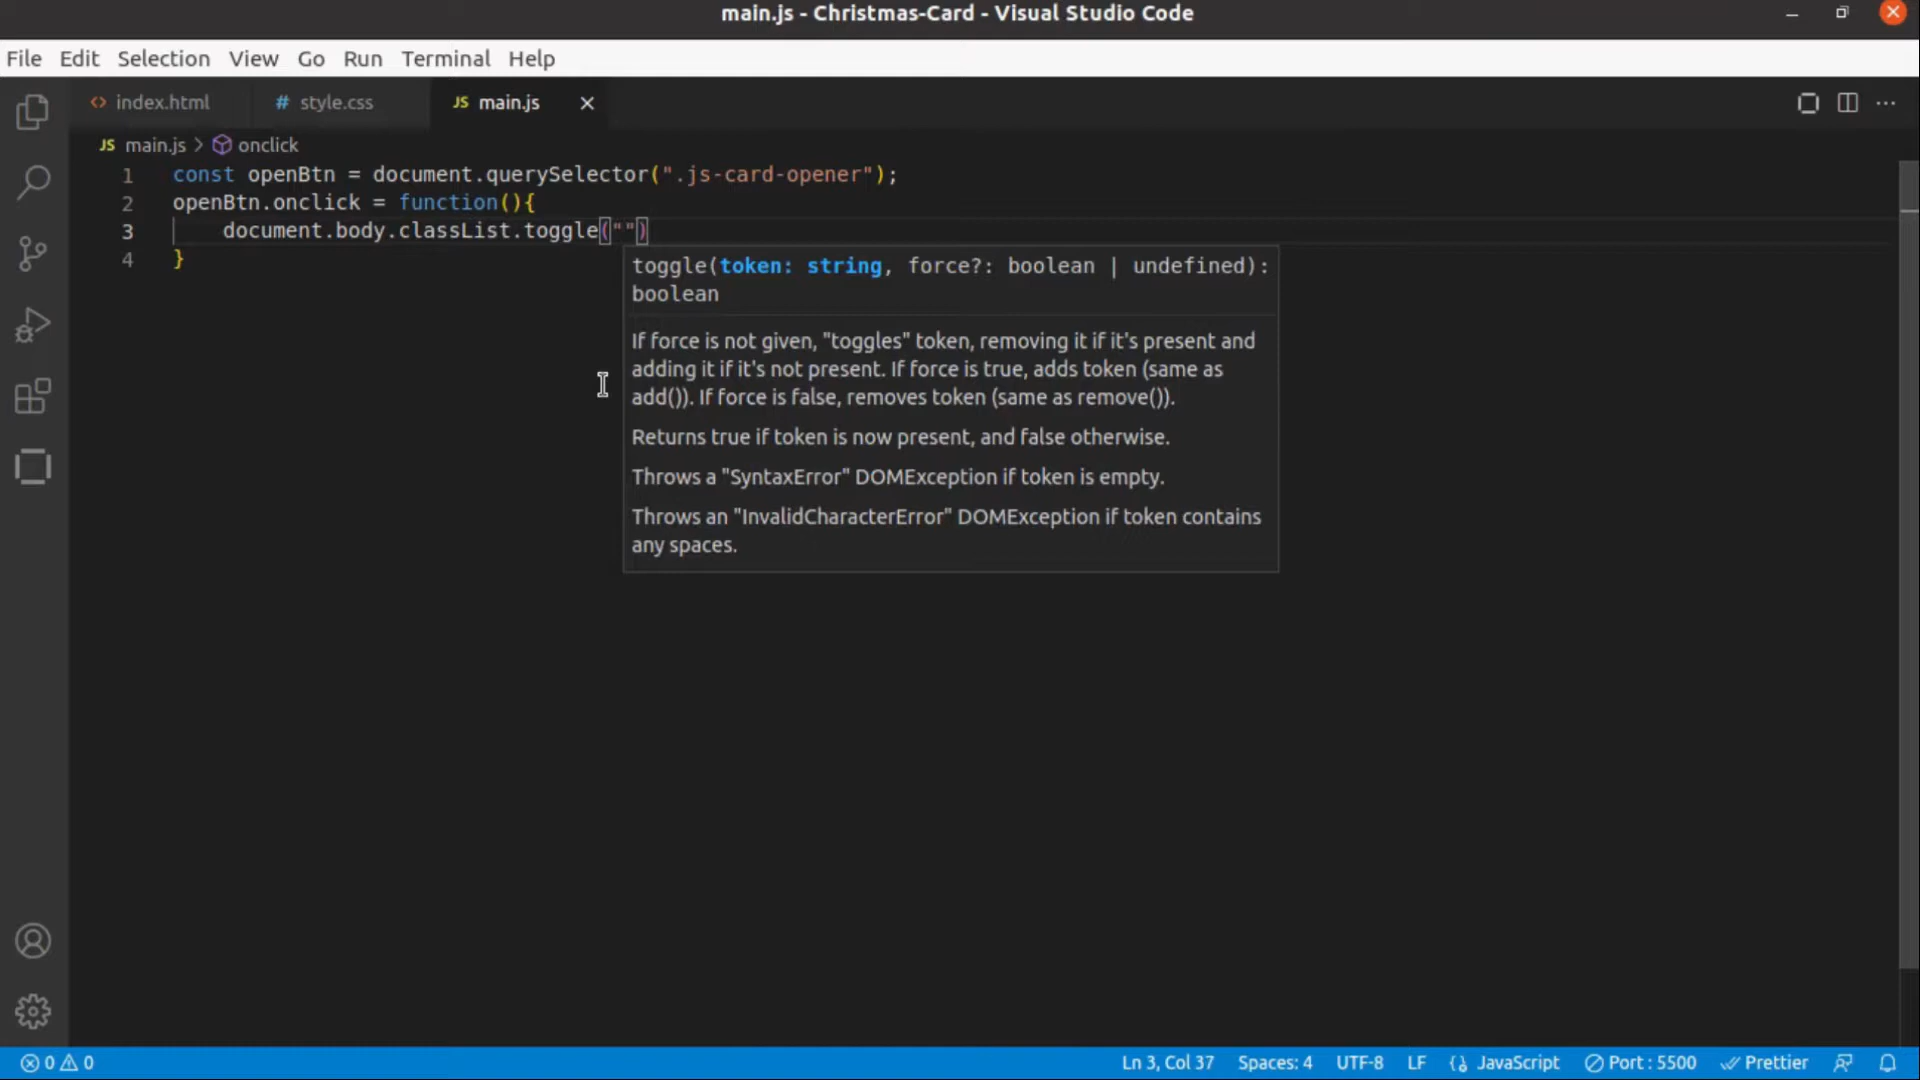 main.js - Christmas-Card - Visual Studio Code
File Edit Selection View Go Run Terminal Help
<> index.html # style.css JS main.js
JS main.js > onclick
1 const openBtn = document.querySelector(".js-card-opener");
2 openBtn.onclick = function(){
3 document.body.classList.toggle("")
4 }
toggle(token: string, force?: boolean | undefined):
boolean
If force is not given, "toggles" token, removing it if it's present and
adding it if it's not present. If force is true, adds token (same as
add()). If force is false, removes token (same as remove()).
Returns true if token is now present, and false otherwise.
Throws a "SyntaxError" DOMException if token is empty.
Throws an "InvalidCharacterError" DOMException if token contains
any spaces.
0 0 Ln 3, Col 37 Spaces: 4 UTF-8 LF {} JavaScript Port : 5500 Prettier